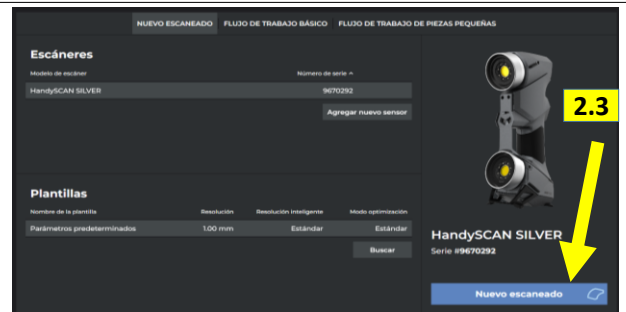 NUEVO ESCANEADO FLUJO DE TRABAJO BÁSICO FLUJO DE TRABAJO DE PIEZAS PEQUEÑAS
Escáneres
Modelo de escáner Número de serie
HandySCAN SILVER 9670292
Agregar nuevo sensor
2.3
Plantillas
Nombre de la plantilla Resolución Resolución inteligente Modo optimización
Parámetros predeterminados 1.00 mm Estándar Estándar
Buscar
HandySCAN SILVER
Serie #9670292
Nuevo escaneado